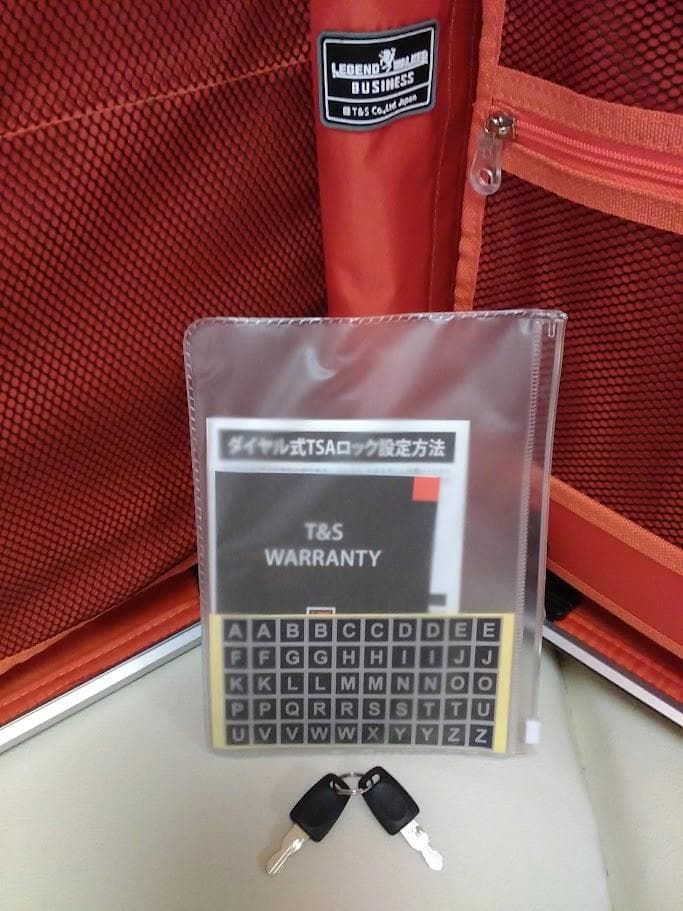 LEGEND WALKER
BUSINESS
T&S Co.,Ltd Japan
ダイヤル式TSAロック設定方法
T&S
WARRANTY
A A B B C C D D E E
F F G G H H I I J J
K K L L M M N N O O
P P Q R R S S T T U
U V V W W X Y Y Z Z